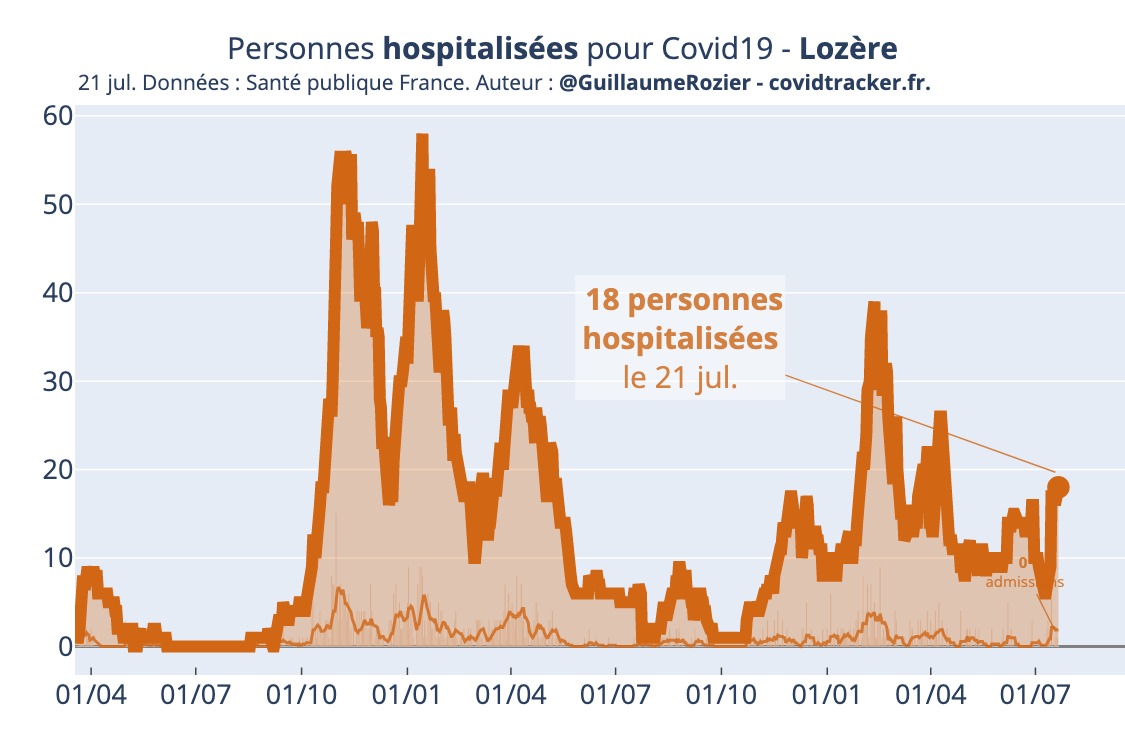 Personnes hospitalisées pour Covid19 - Lozère
21 jul. Données : Santé publique France. Auteur : @GuillaumeRozier - covidtracker.fr.
60
50
40
30
20
10
0
18 personnes
hospitalisées
le 21 jul.
0
admissions
01/04 01/07 01/10 01/01 01/04 01/07 01/10 01/01 01/04 01/07